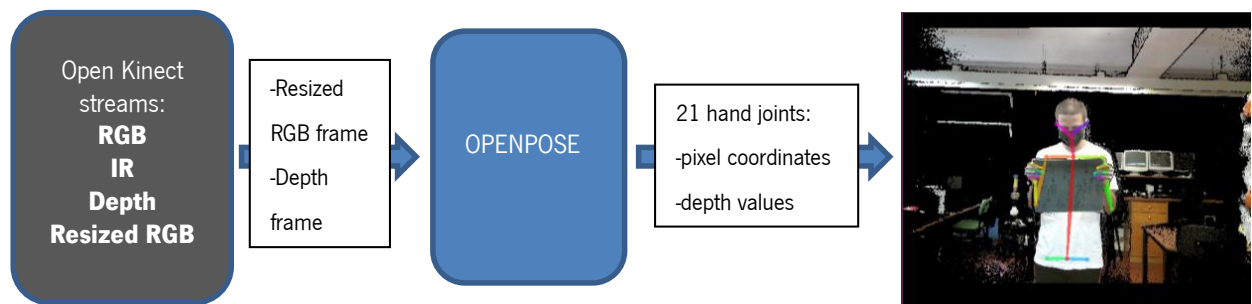 Open Kinect
streams:
RGB
IR
Depth
Resized RGB
-Resized
RGB frame
-Depth
frame
OPENPOSE
21 hand joints:
-pixel coordinates
-depth values